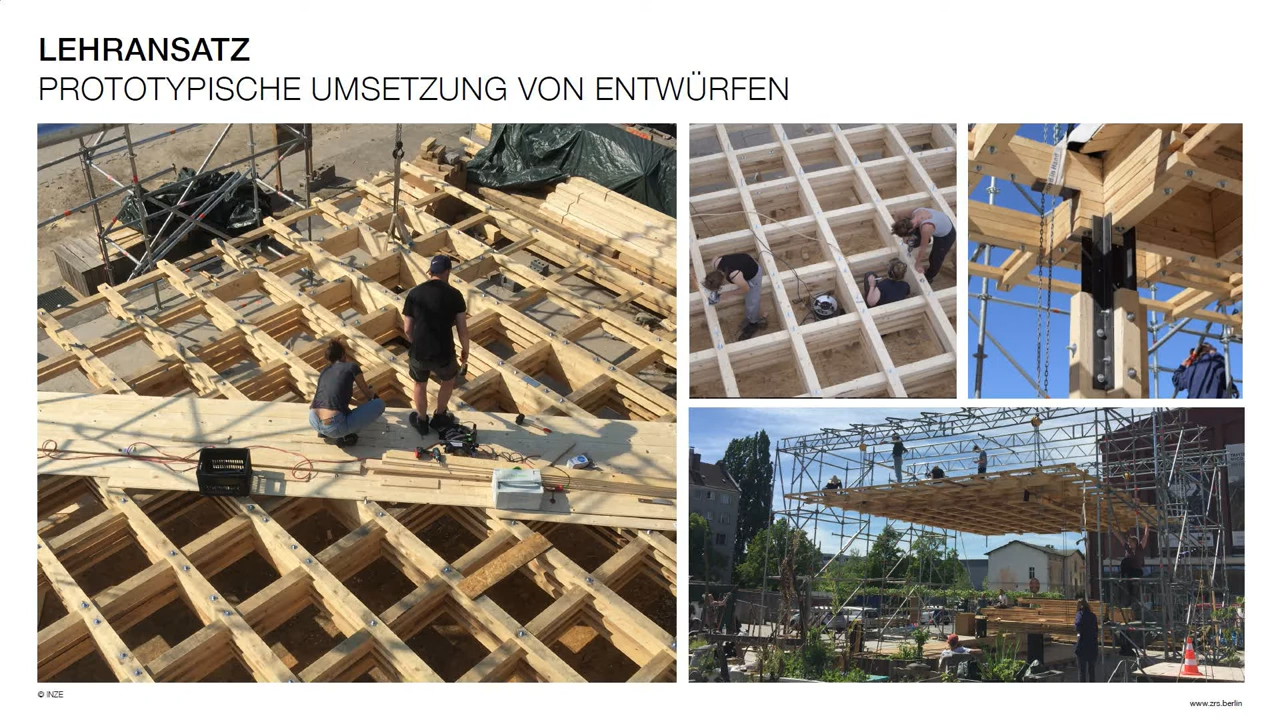 LEHRANSATZ
PROTOTYPISCHE UMSETZUNG VON ENTWÜRFEN
© INZE
www.zrs.berlin